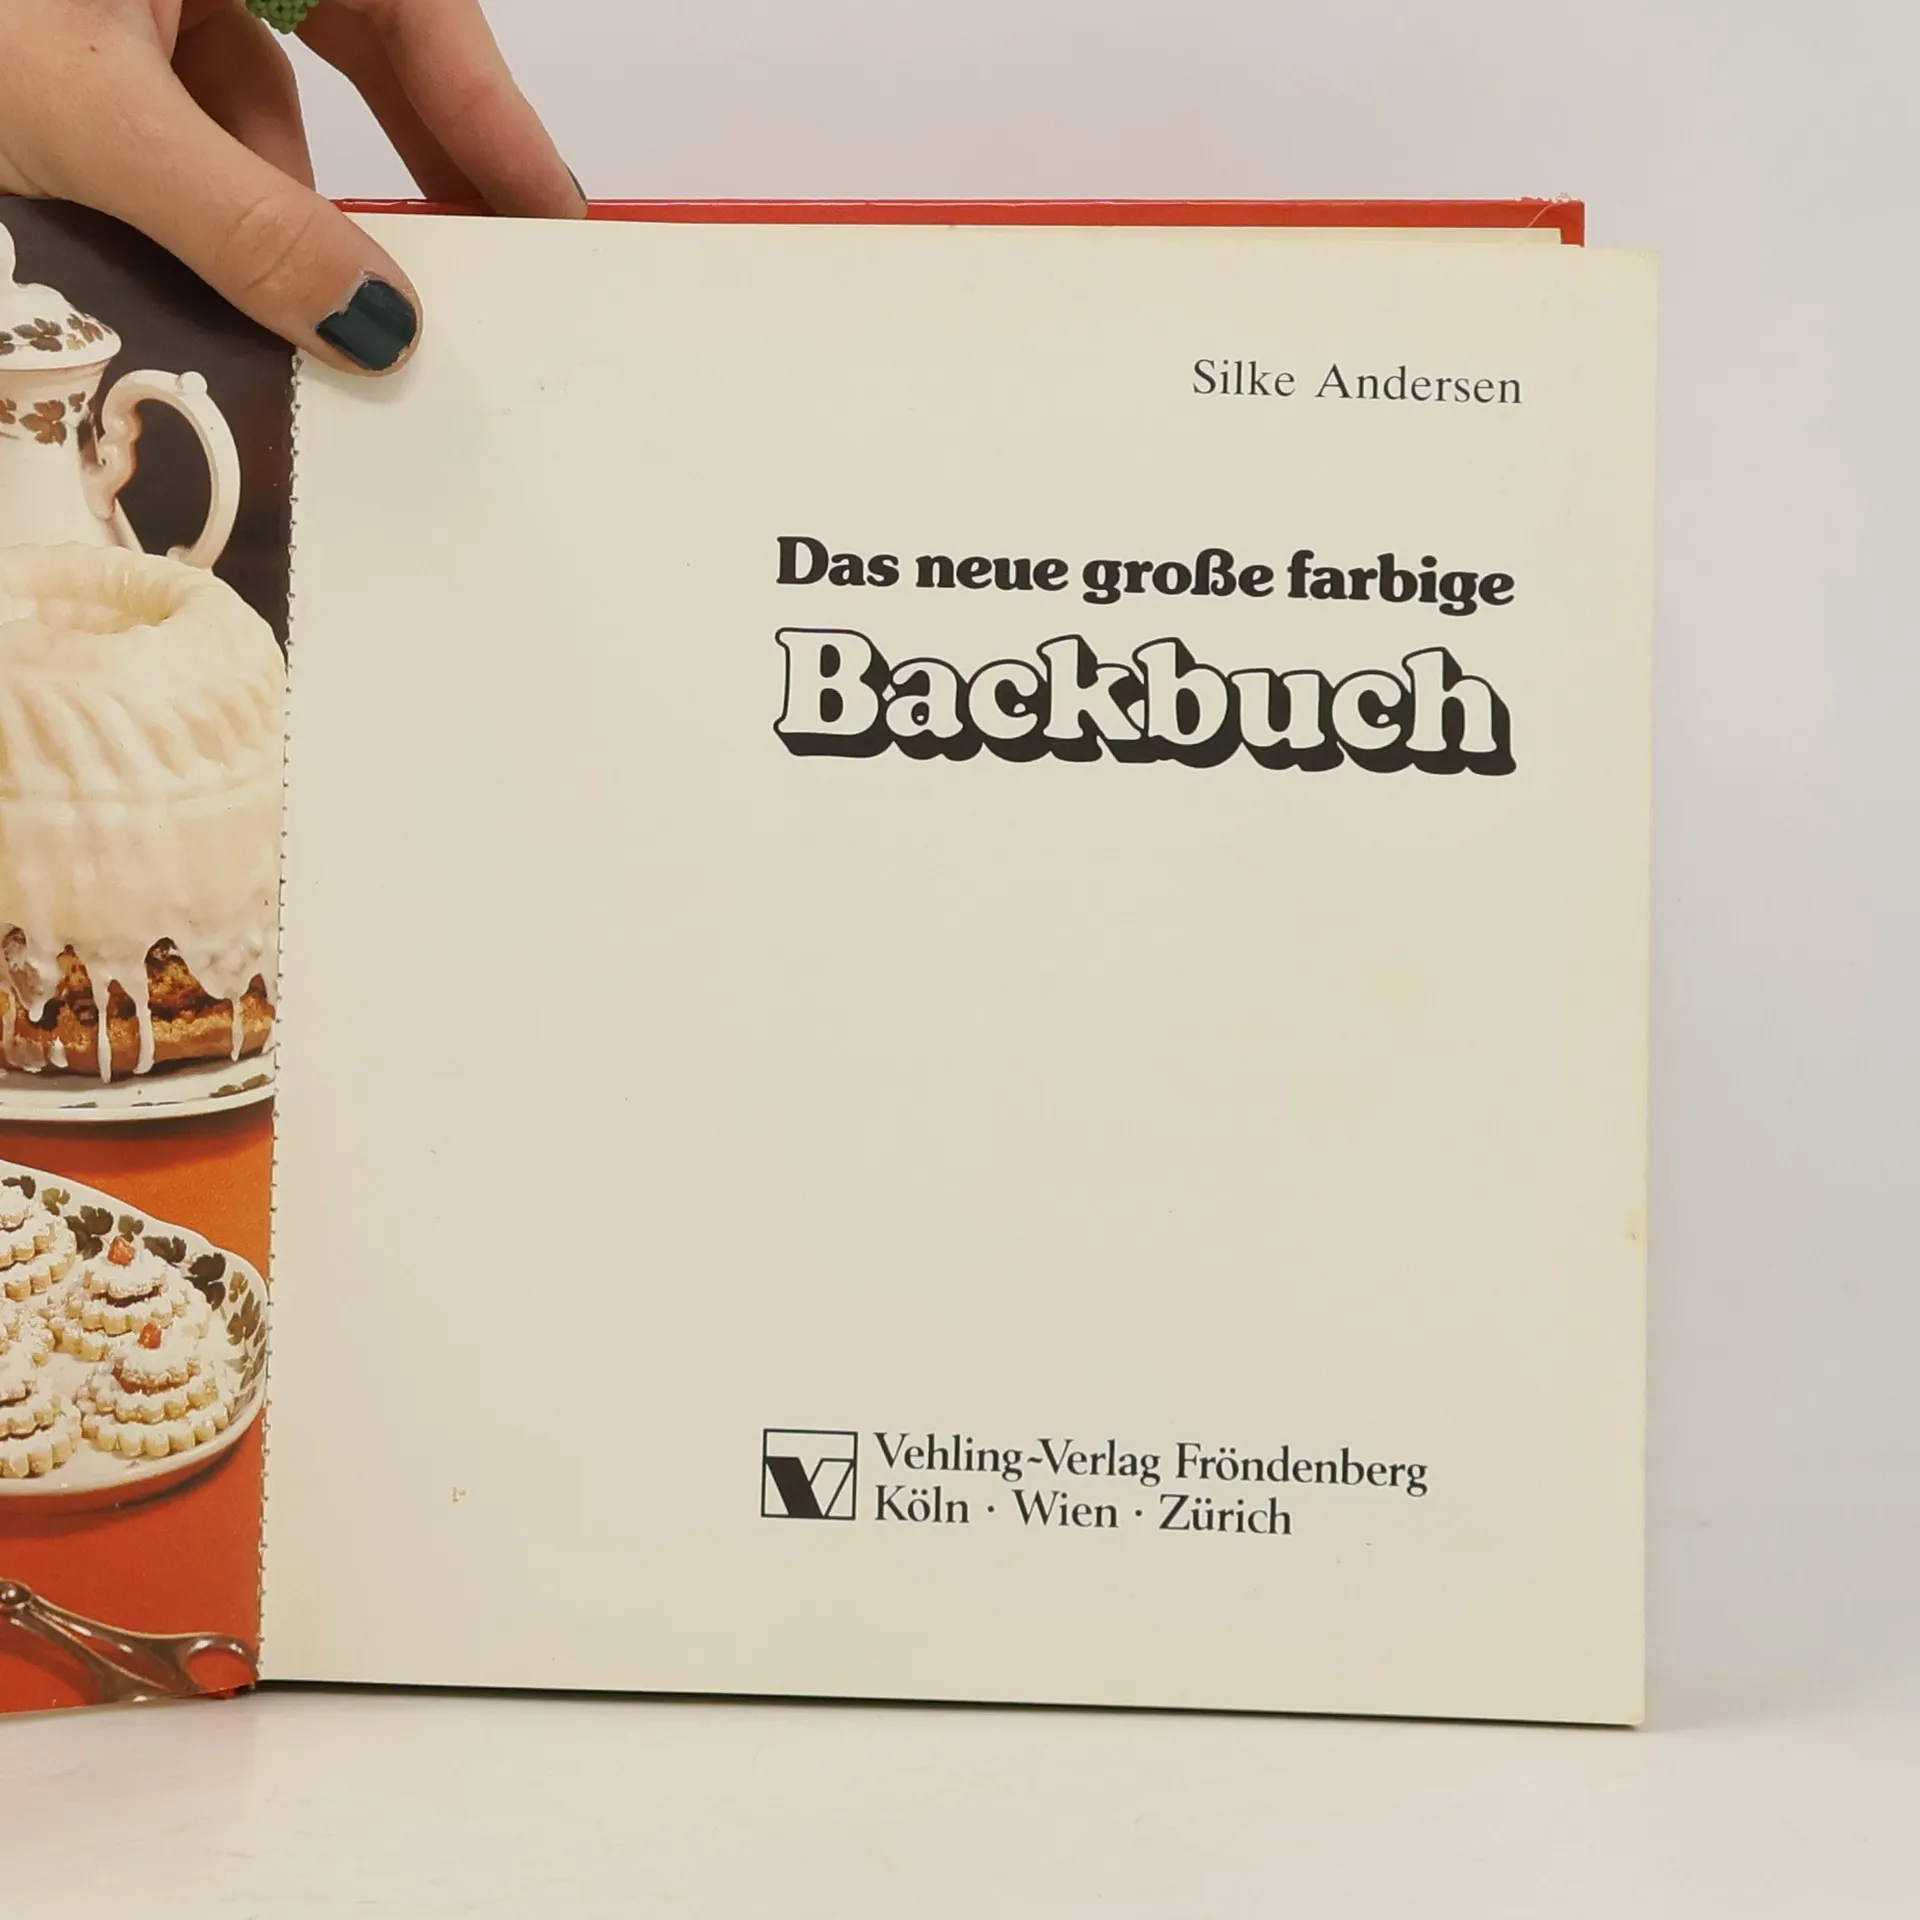 Silke Andersen
Das neue große farbige
Backbuch
Vehling-Verlag Fröndenberg
Köln · Wien · Zürich